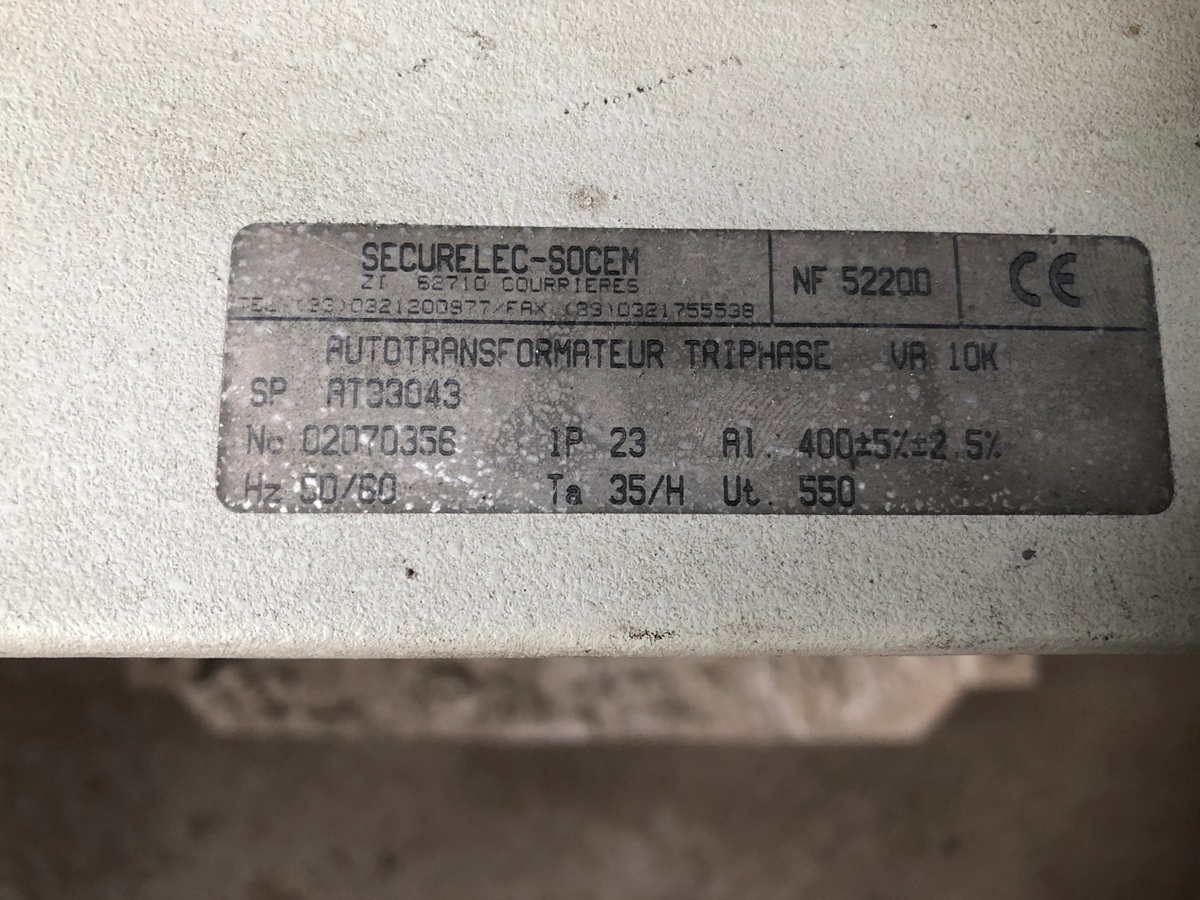 SECURELEC-SOCEM
ZI 62710 COURRIERES
TEL (33)0321200977/FAX (33)0321755538
NF 52200
CE
AUTOTRANSFORMATEUR TRIPHASE VA 10K
SP AT33043
No 02070356 IP 23 Al. 400±5%±2.5%
Hz 50/60 Ta 35/H Ut. 550